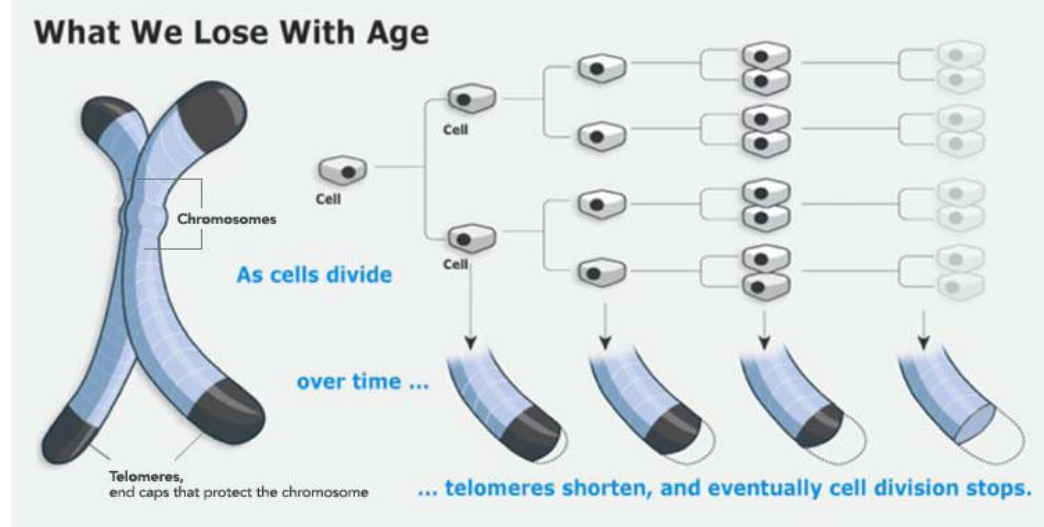 What We Lose With Age
Cell
Cell
Chromosomes
Cell
As cells divide
over time ...
Telomeres,
end caps that protect the chromosome
... telomeres shorten, and eventually cell division stops.